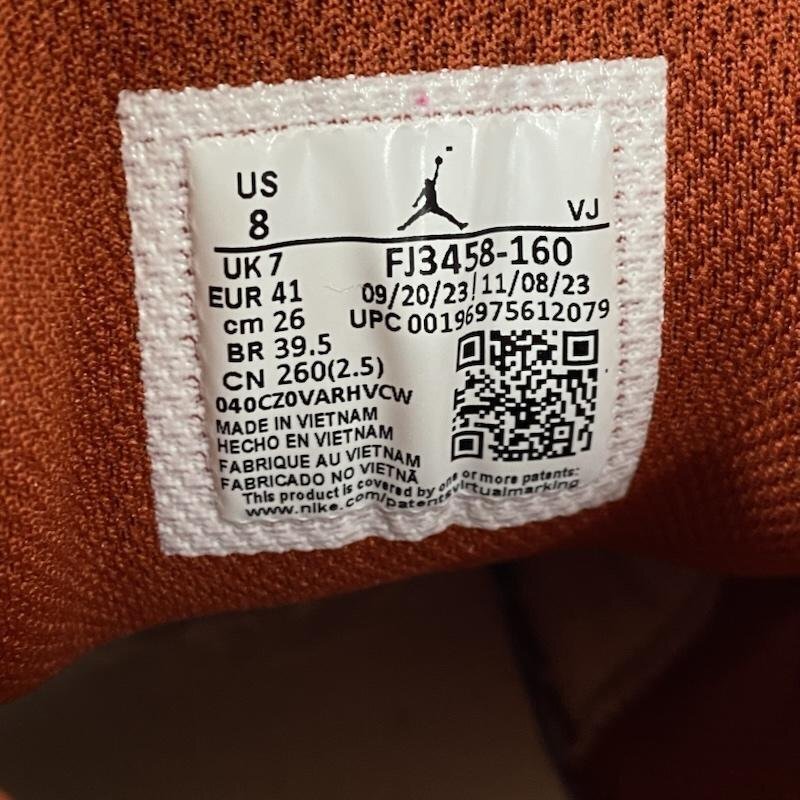 US
8
VJ
UK 7
FJ3458-160
EUR 41
09/20/23 11/08/23
cm 26
UPC 00196975612079
BR 39.5
CN 260(2.5)
040CZ0VARHVCW
MADE IN VIETNAM
HECHO EN VIETNAM
FABRIQUE AU VIETNAM
FABRICADO NO VIETNÃ
This product is covered by one or more patents:
www.nike.com/patentsvirtualmarking